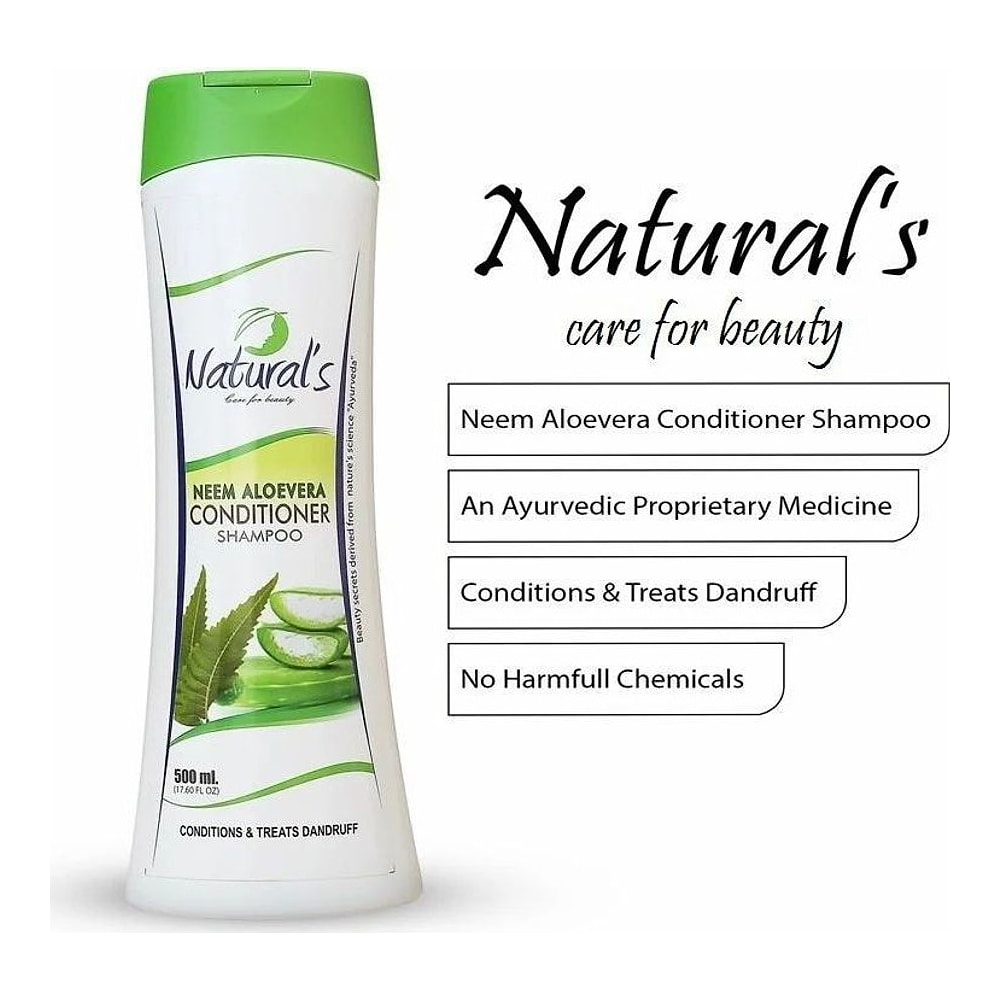 Natural's
Care for beauty
NEEM ALOEVERA
CONDITIONER
SHAMPOO
Beauty secrets derived from nature's science "Ayurveda"
500 ml.
(17.60 FL OZ)
CONDITIONS & TREATS DANDRUFF
Natural's
care for beauty
Neem Aloevera Conditioner Shampoo
An Ayurvedic Proprietary Medicine
Conditions & Treats Dandruff
No Harmfull Chemicals